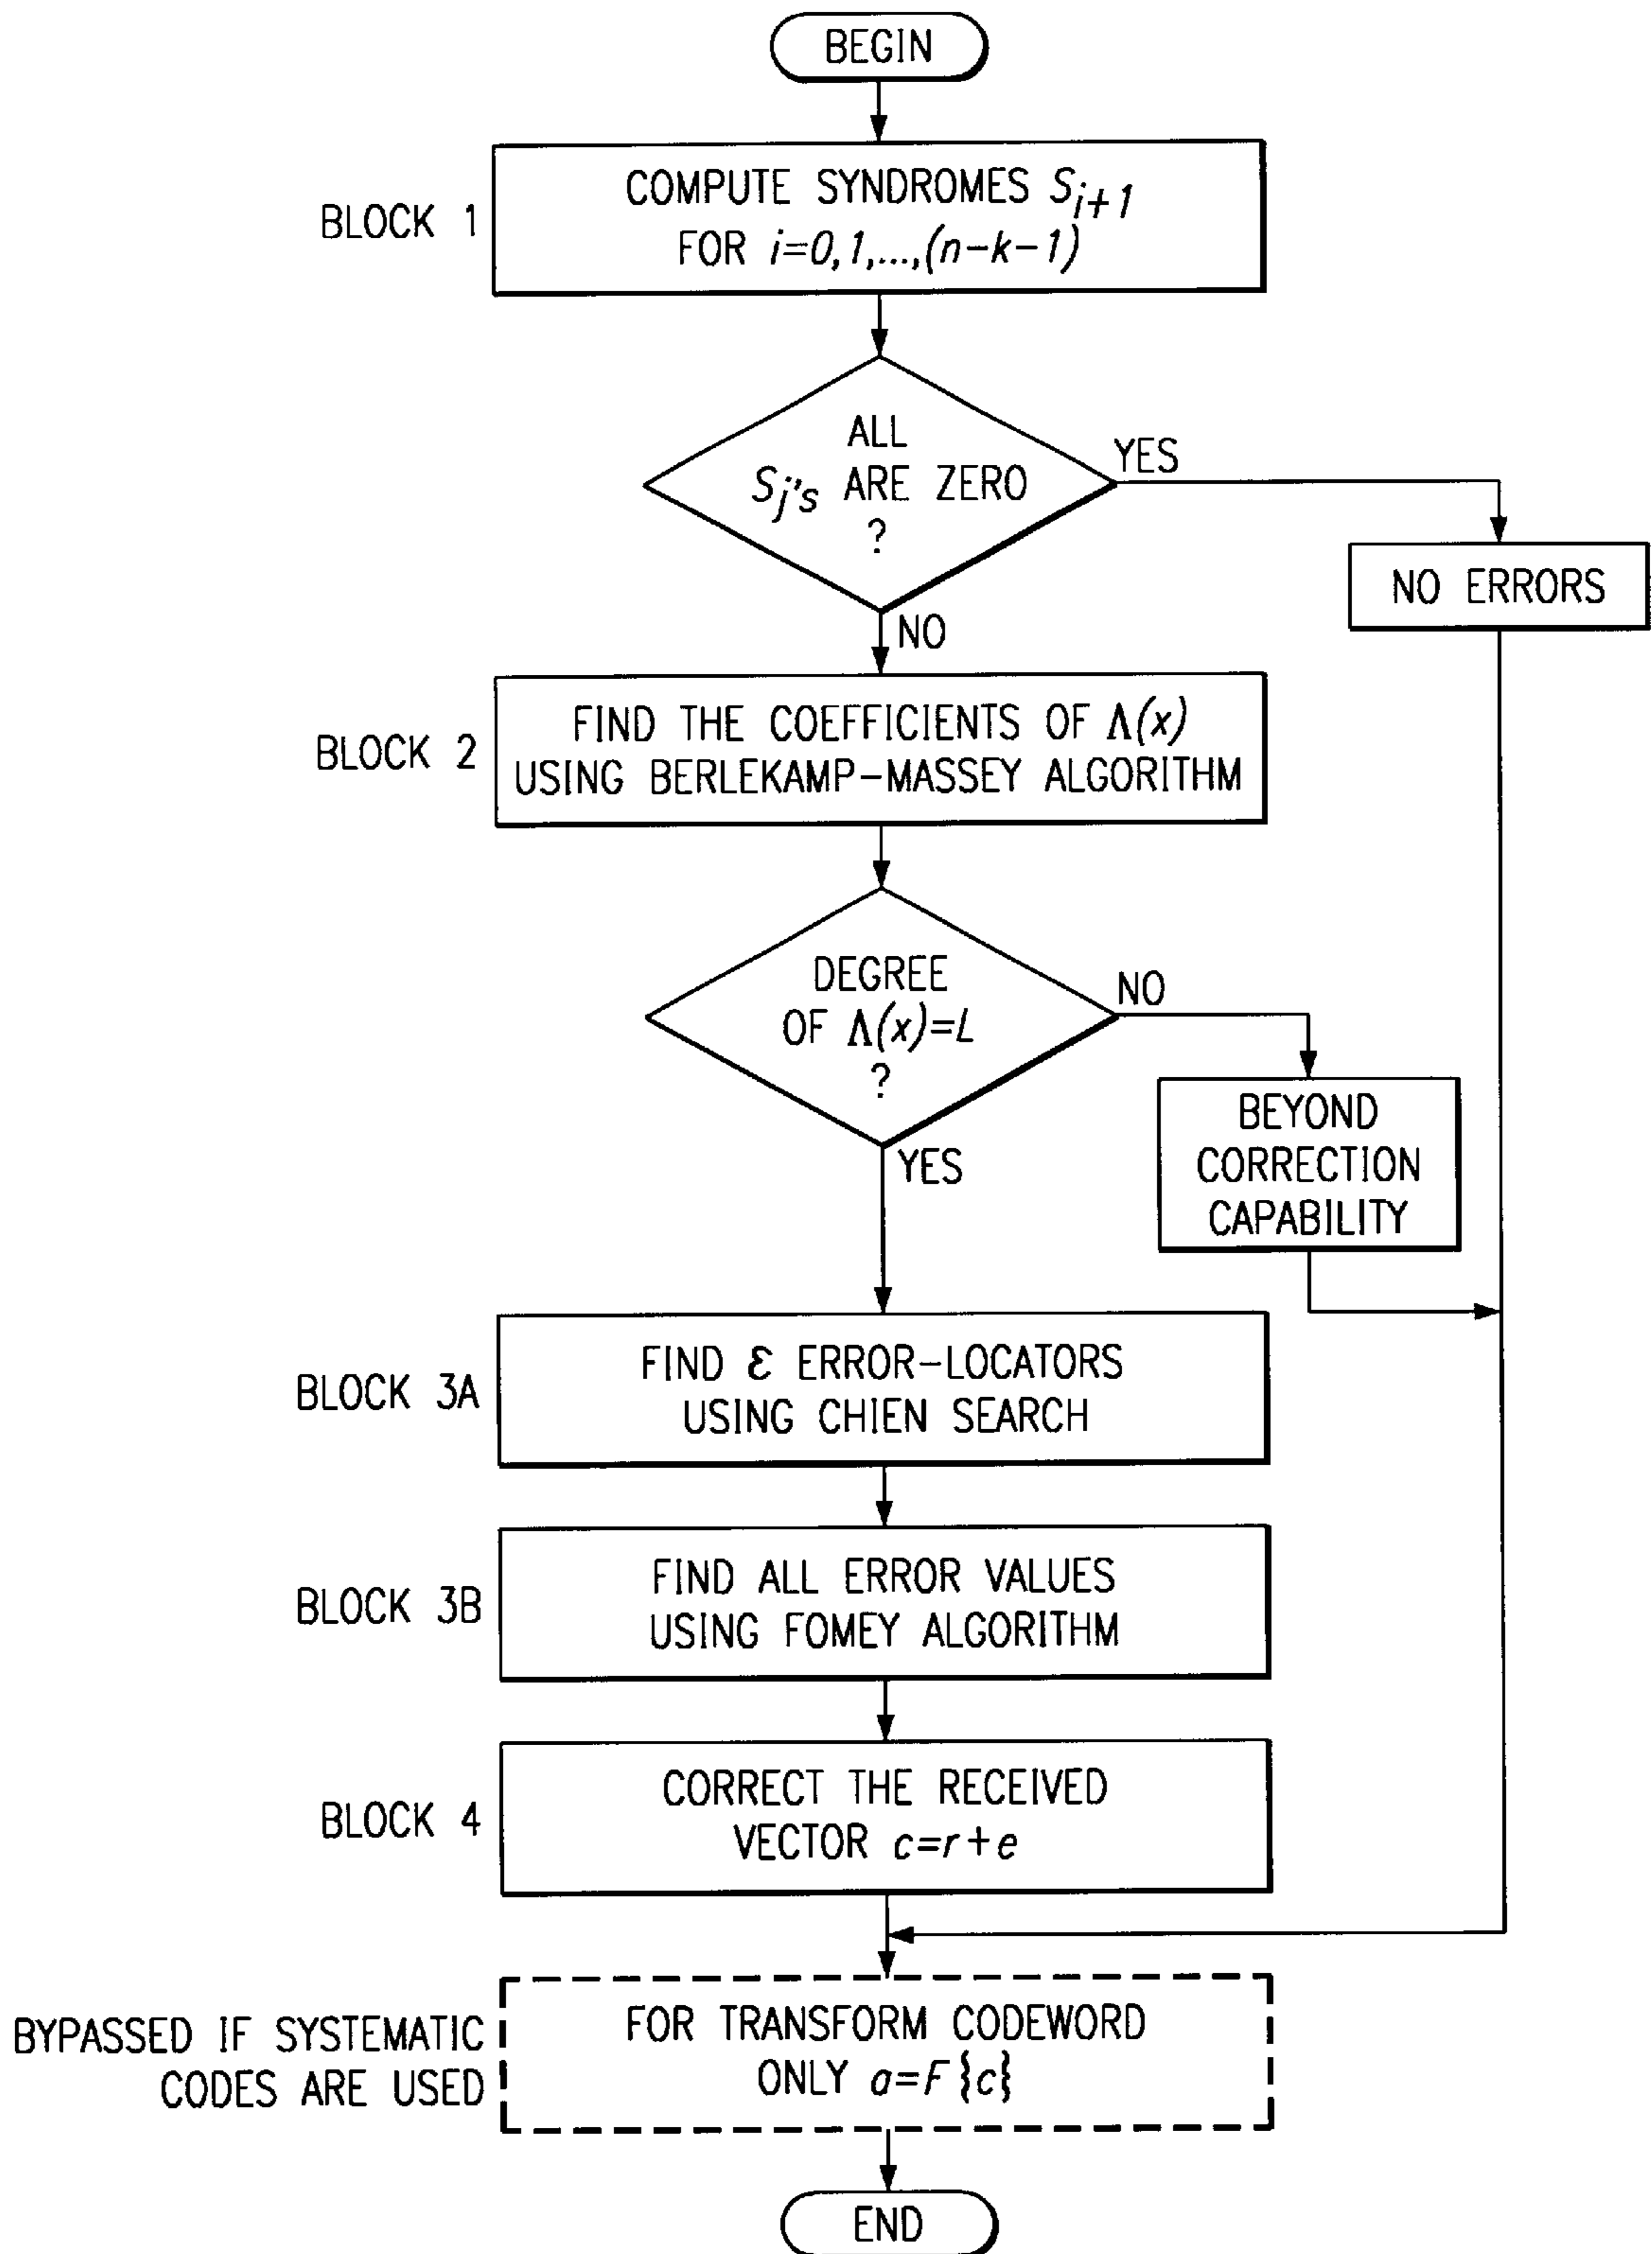 BEGIN
BLOCK 1
COMPUTE SYNDROMES S_{i+1}
FOR i=0,1,...,(n-k-1)
ALL
S_j's ARE ZERO
?
YES
NO ERRORS
NO
BLOCK 2
FIND THE COEFFICIENTS OF Λ(x)
USING BERLEKAMP-MASSEY ALGORITHM
DEGREE
OF Λ(x)=L
?
NO
BEYOND
CORRECTION
CAPABILITY
YES
BLOCK 3A
FIND ε ERROR-LOCATORS
USING CHIEN SEARCH
BLOCK 3B
FIND ALL ERROR VALUES
USING FOMEY ALGORITHM
BLOCK 4
CORRECT THE RECEIVED
VECTOR c=r+e
BYPASSED IF SYSTEMATIC
CODES ARE USED
FOR TRANSFORM CODEWORD
ONLY a=F{c}
END